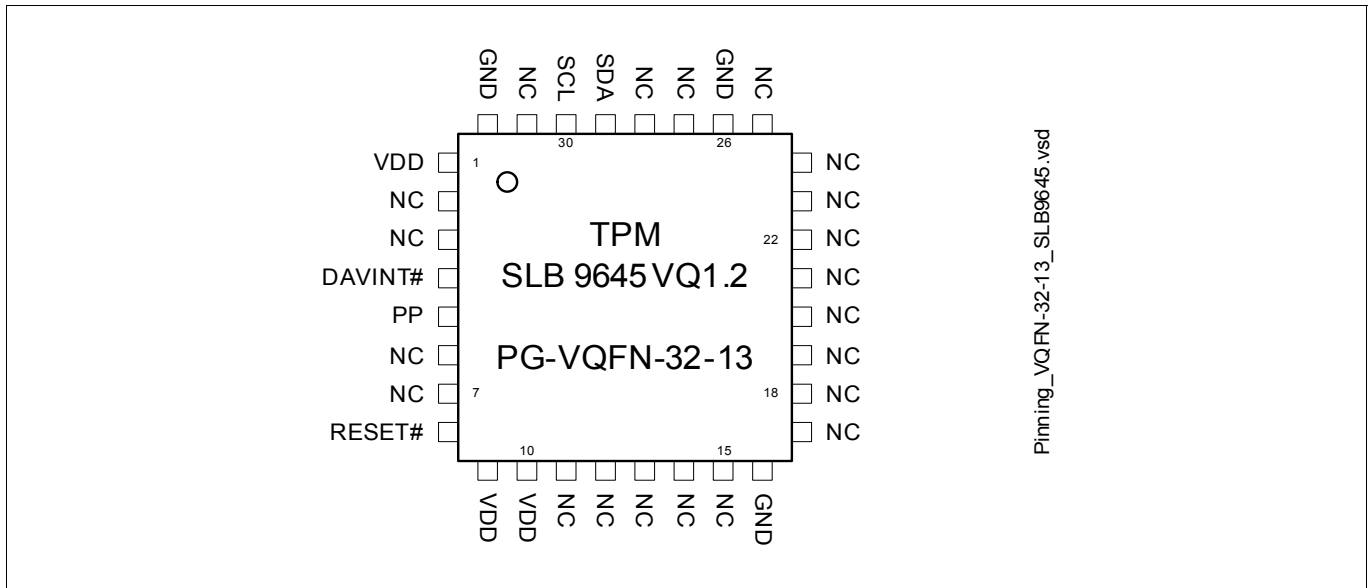 GND
NC
SCL
SDA
NC
NC
GND
NC
30
26
VDD
NC
NC
DAVINT#
PP
NC
NC
RESET#
1
7
TPM
SLB 9645 VQ1.2
PG-VQFN-32-13
22
18
NC
NC
NC
NC
NC
NC
NC
NC
10
15
VDD
VDD
NC
NC
NC
NC
NC
GND
Pinning_VQFN-32-13_SLB9645.vsd